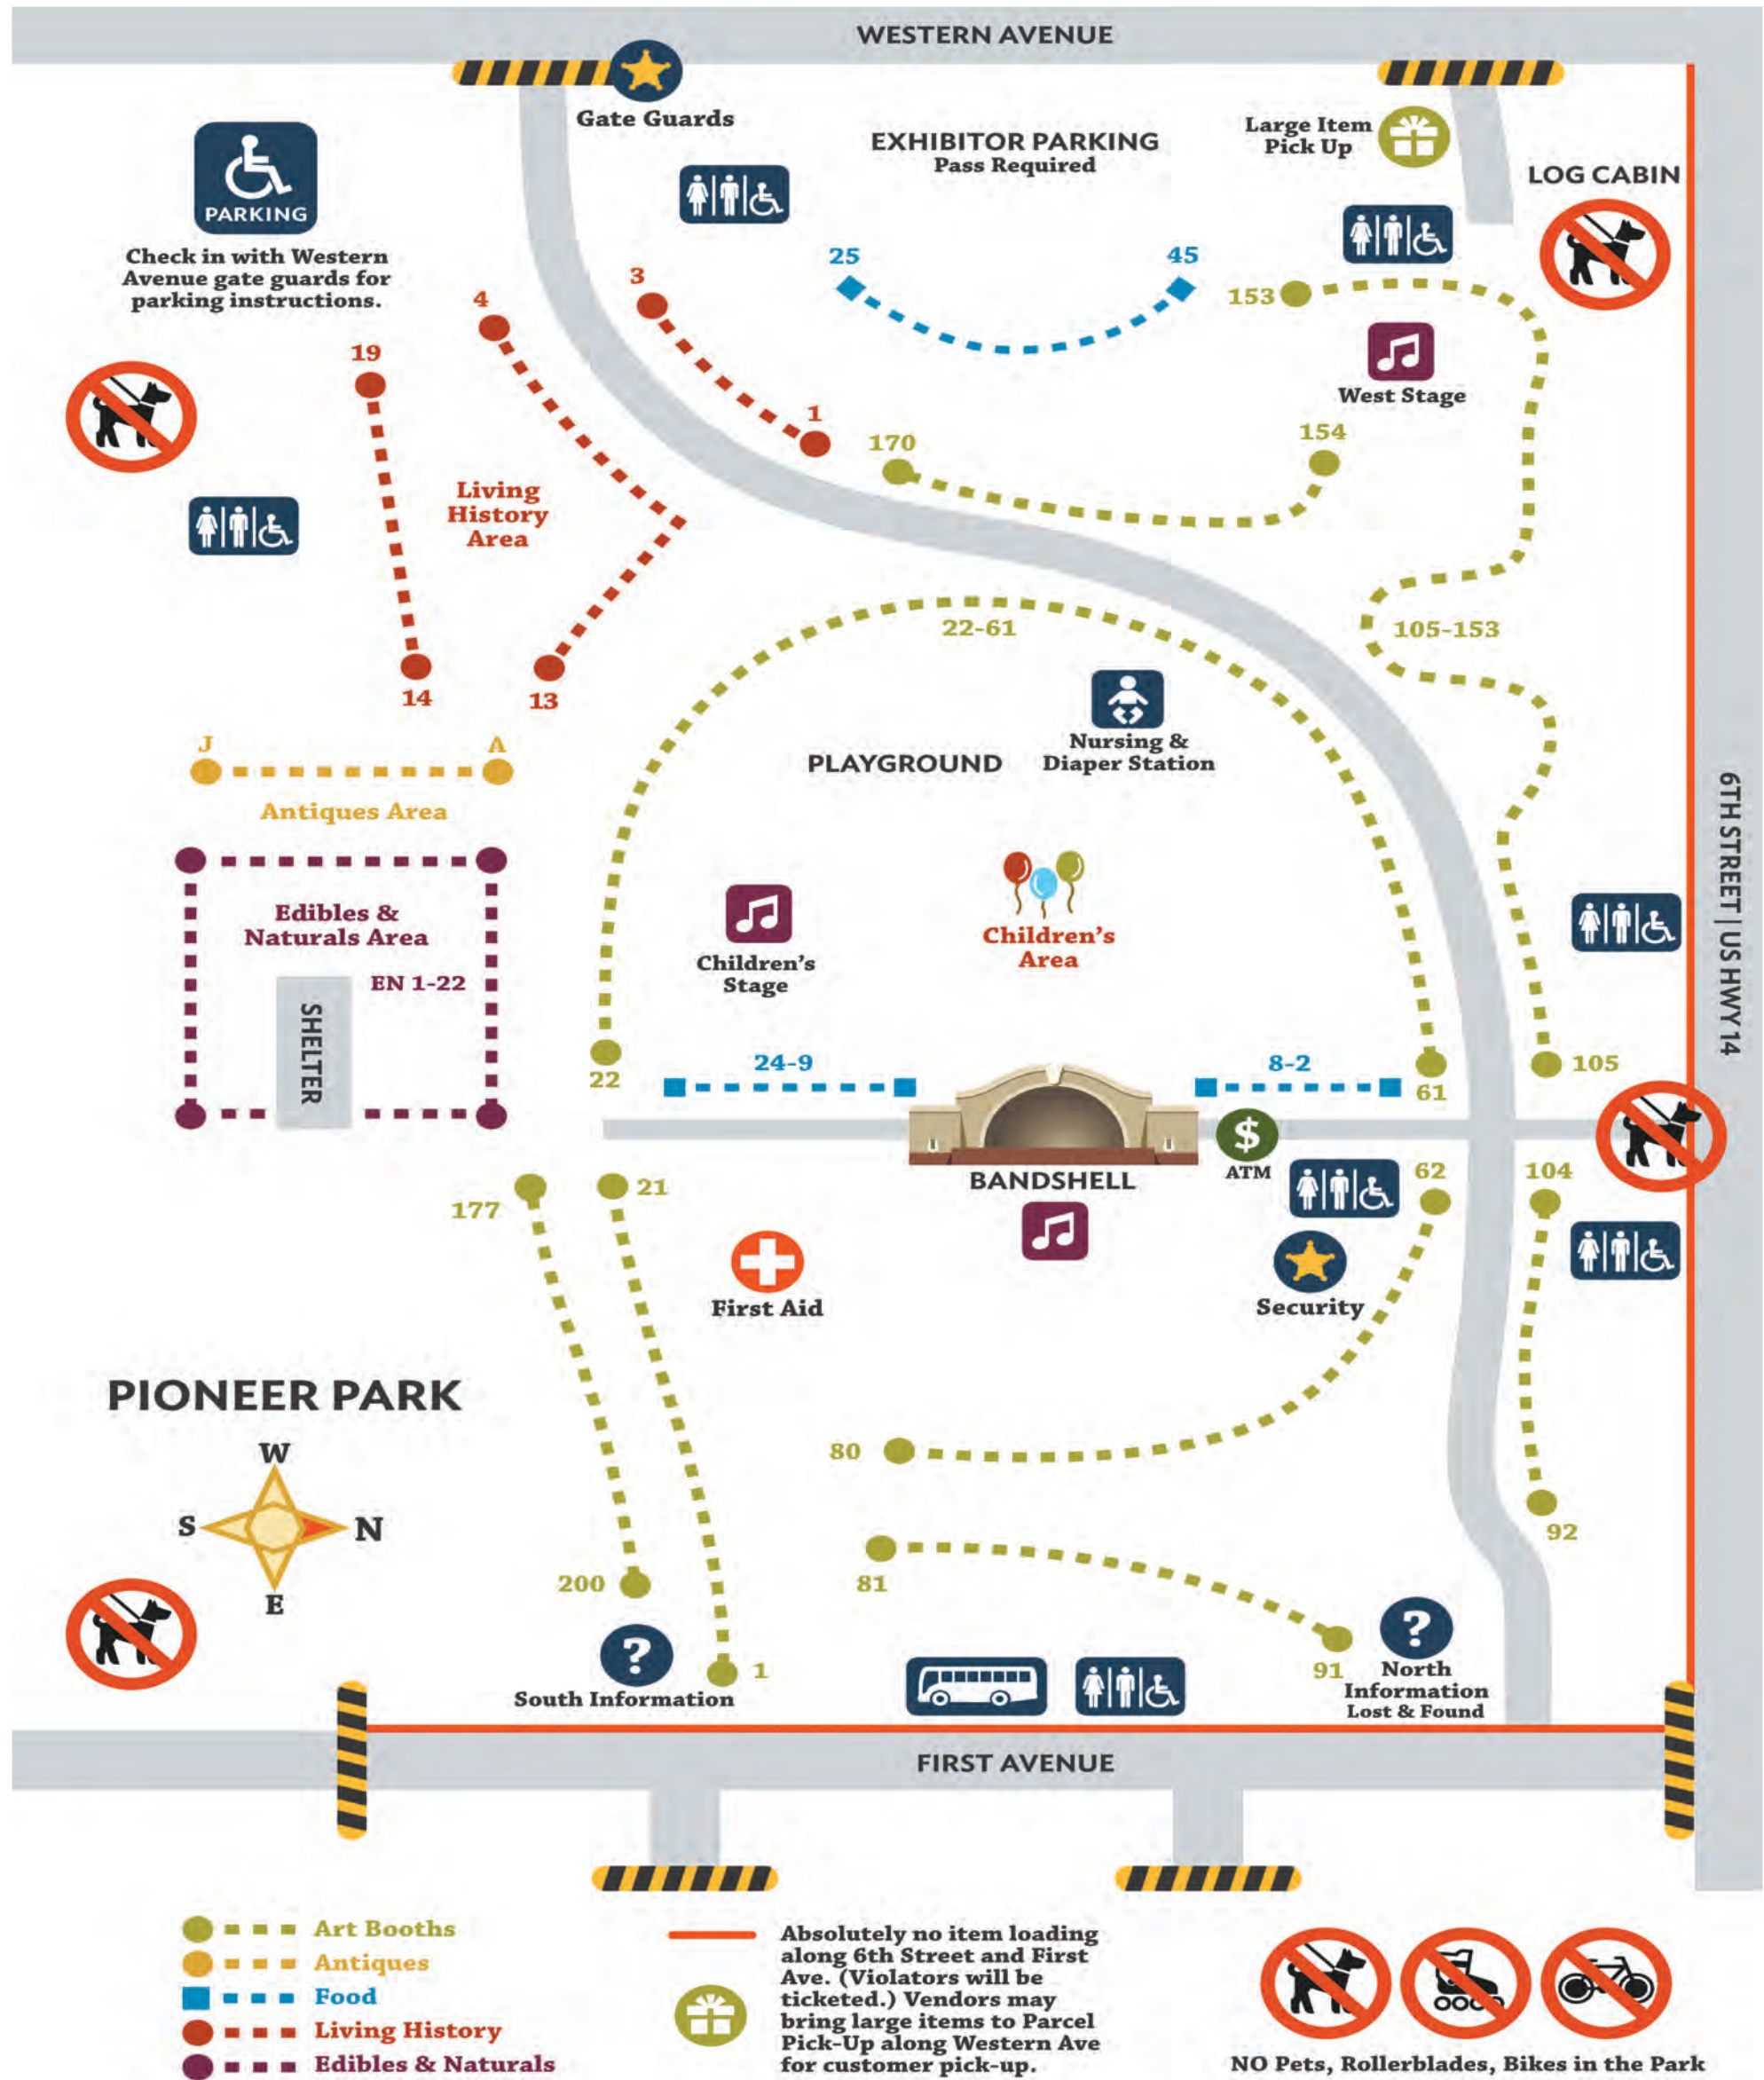 WESTERN AVENUE
Gate Guards
EXHIBITOR PARKING
Pass Required
Large Item
Pick Up
LOG CABIN
PARKING
Check in with Western
Avenue gate guards for
parking instructions.
25
45
153
3
4
19
1
170
154
West Stage
Living
History
Area
22-61
105-153
14
13
J
A
Antiques Area
PLAYGROUND
Nursing &
Diaper Station
6TH STREET | US HWY 14
Edibles &
Naturals Area
EN 1-22
SHELTER
Children's
Stage
Children's
Area
22
24-9
8-2
61
105
BANDSHELL
$
ATM
62
104
177
21
First Aid
Security
PIONEER PARK
W
S
N
E
80
92
200
81
?
South Information
1
91
?
North
Information
Lost & Found
FIRST AVENUE
Art Booths
Antiques
Food
Living History
Edibles & Naturals
Absolutely no item loading
along 6th Street and First
Ave. (Violators will be
ticketed.) Vendors may
bring large items to Parcel
Pick-Up along Western Ave
for customer pick-up.
NO Pets, Rollerblades, Bikes in the Park